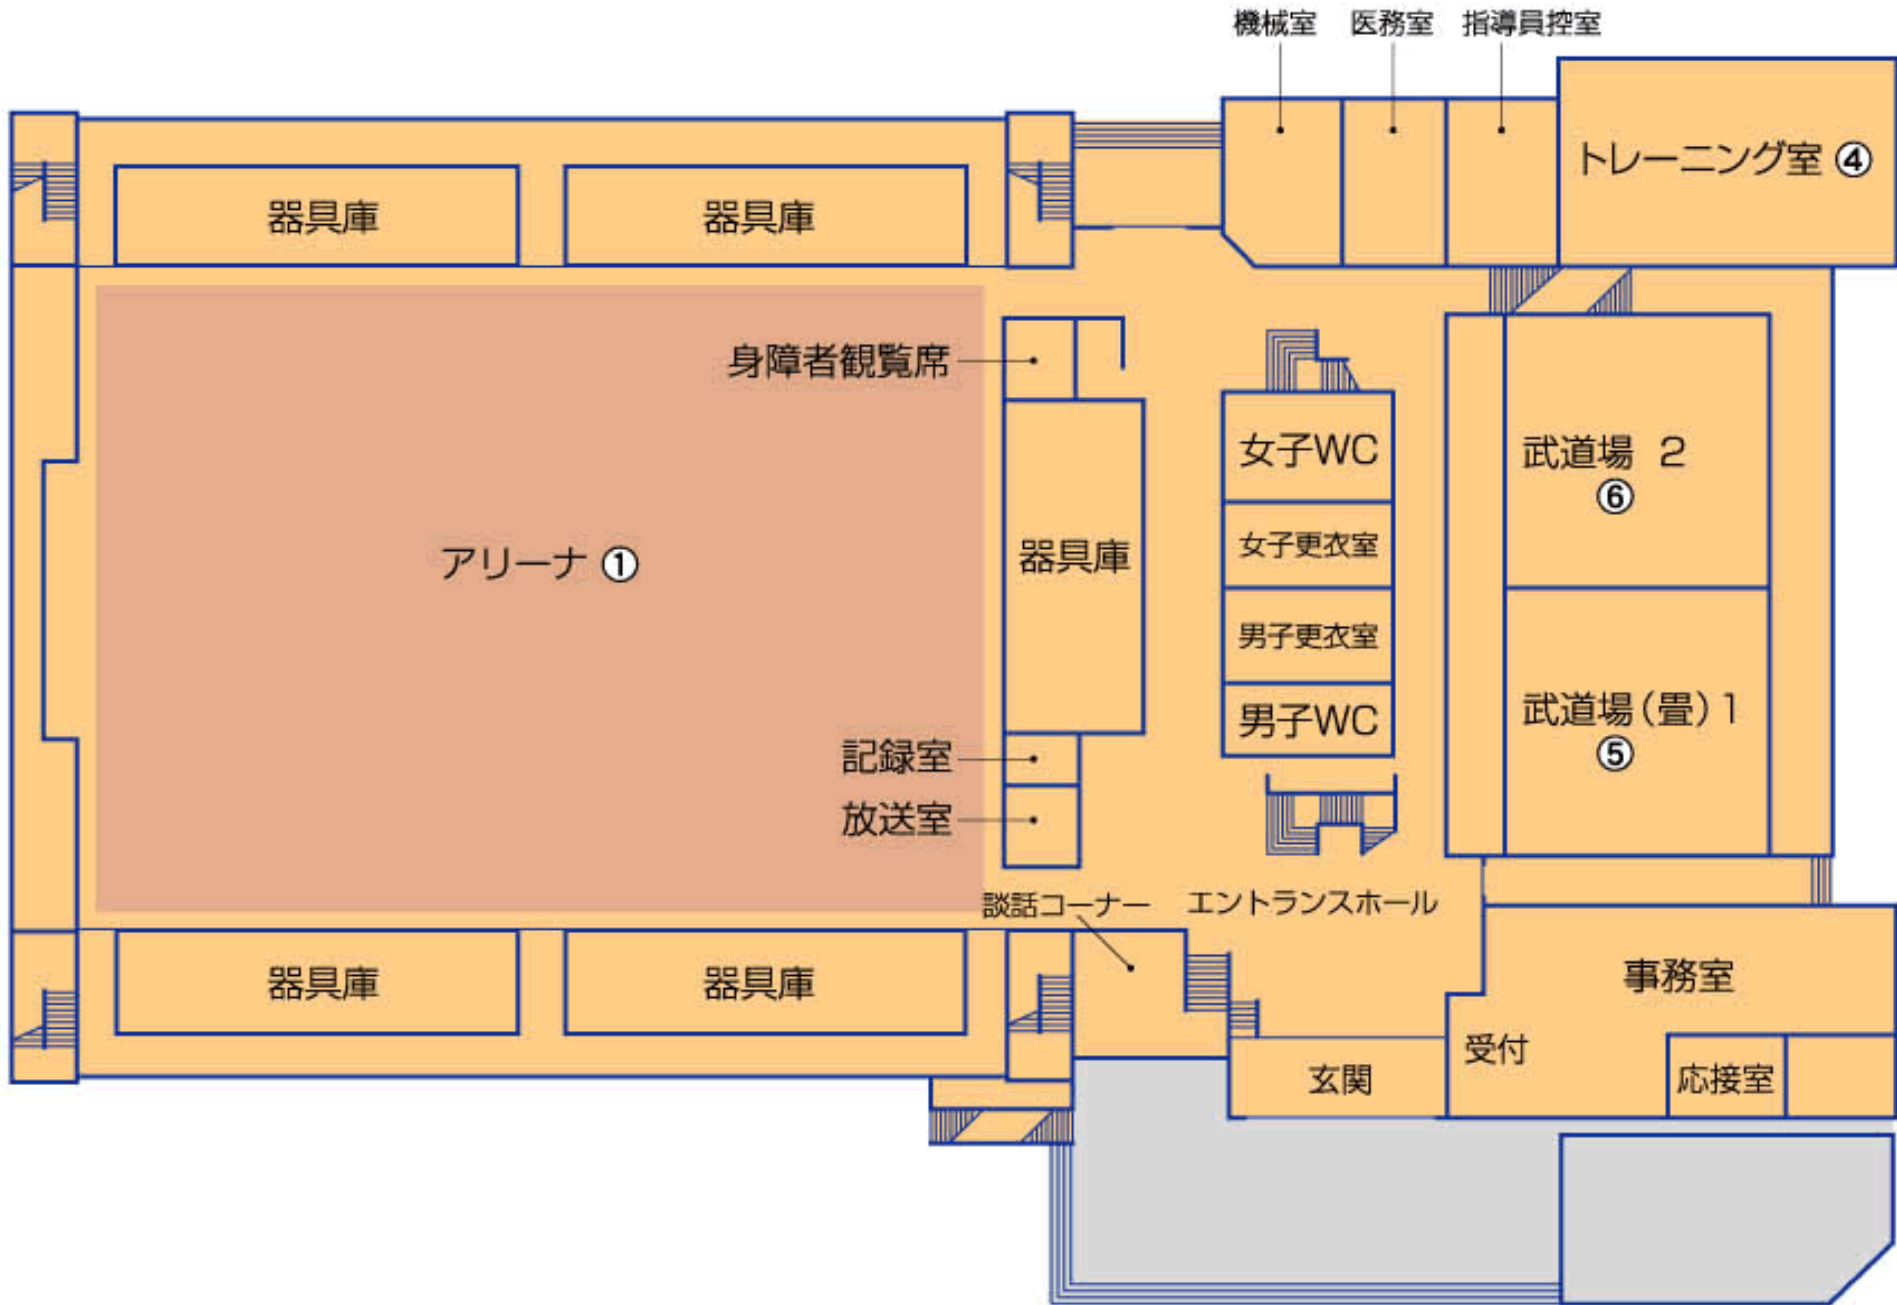 機械室 医務室 指導員控室
トレーニング室 ④
器具庫 器具庫
身障者観覧席
女子WC
武道場 2
⑥
女子更衣室
アリーナ ①
器具庫
男子更衣室
武道場(畳)1
⑤
男子WC
記録室
放送室
談話コーナー エントランスホール
器具庫 器具庫
事務室
受付
玄関
応接室